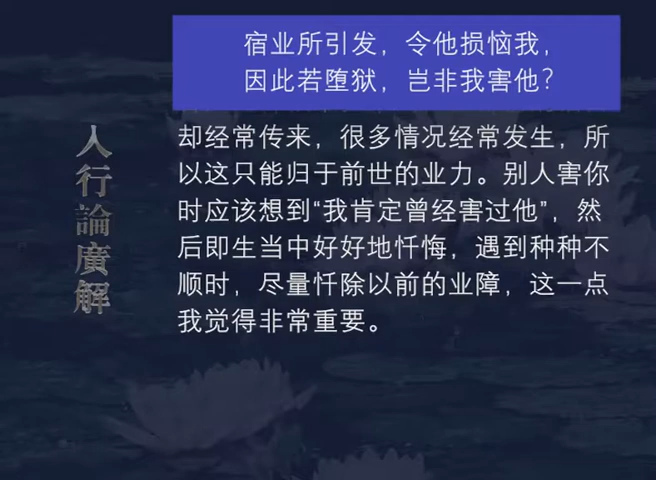 宿业所引发，令他损恼我，
因此若堕狱，岂非我害他？
却经常传来，很多情况经常发生，所
以这只能归于前世的业力。别人害你
时应该想到“我肯定曾经害过他”，然
后即生当中好好地忏悔，遇到种种不
顺时，尽量忏除以前的业障，这一点
我觉得非常重要。
入行論廣解